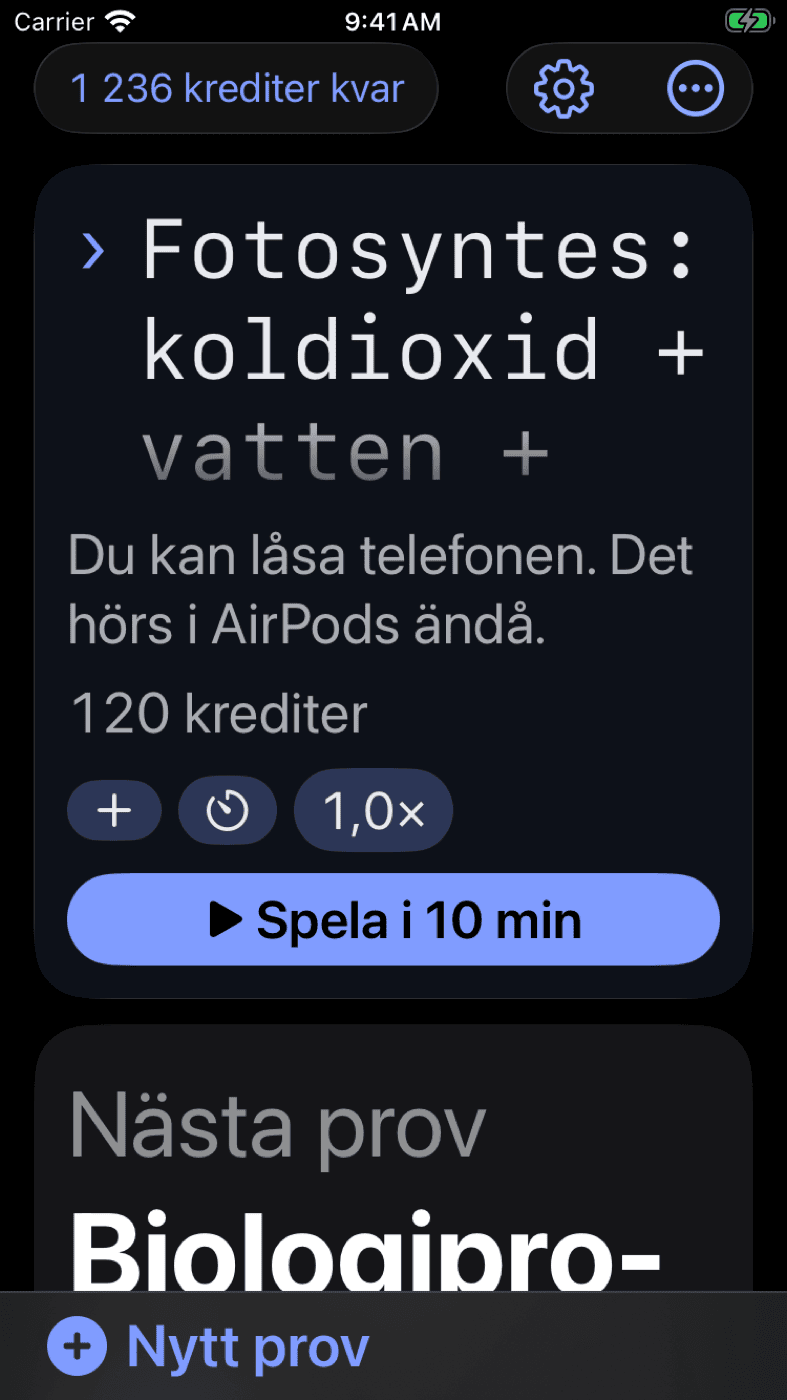 Carrier 9:41 AM
1 236 krediter kvar
› Fotosyntes:
koldioxid +
vatten +
Du kan låsa telefonen. Det
hörs i AirPods ändå.
120 krediter
+ 1,0×
Spela i 10 min
Nästa prov
Biologipro-
Nytt prov